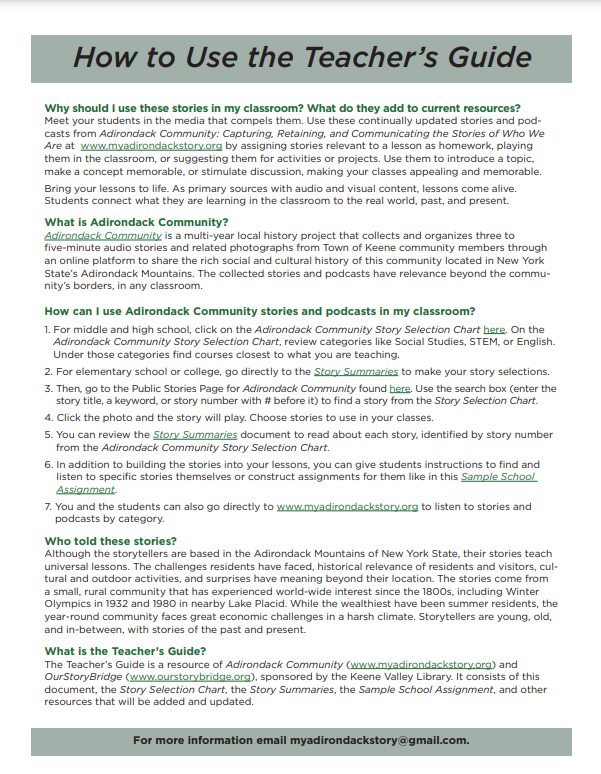 How to Use the Teacher's Guide
Why should I use these stories in my classroom? What do they add to current resources?
Meet your students in the media that compels them. Use these continually updated stories and pod-
casts from Adirondack Community: Capturing, Retaining, and Communicating the Stories of Who We
Are at www.myadirondackstory.org by assigning stories relevant to a lesson as homework, playing
them in the classroom, or suggesting them for activities or projects. Use them to introduce a topic,
make a concept memorable, or stimulate discussion, making your classes appealing and memorable.
Bring your lessons to life. As primary sources with audio and visual content, lessons come alive.
Students connect what they are learning in the classroom to the real world, past, and present.
What is Adirondack Community?
Adirondack Community is a multi-year local history project that collects and organizes three to
five-minute audio stories and related photographs from Town of Keene community members through
an online platform to share the rich social and cultural history of this community located in New York
State's Adirondack Mountains. The collected stories and podcasts have relevance beyond the commu-
nity's borders, in any classroom.
How can I use Adirondack Community stories and podcasts in my classroom?
1. For middle and high school, click on the Adirondack Community Story Selection Chart here. On the
Adirondack Community Story Selection Chart, review categories like Social Studies, STEM, or English.
Under those categories find courses closest to what you are teaching.
2. For elementary school or college, go directly to the Story Summaries to make your story selections.
3. Then, go to the Public Stories Page for Adirondack Community found here. Use the search box (enter the
story title, a keyword, or story number with # before it) to find a story from the Story Selection Chart.
4. Click the photo and the story will play. Choose stories to use in your classes.
5. You can review the Story Summaries document to read about each story, identified by story number
from the Adirondack Community Story Selection Chart.
6. In addition to building the stories into your lessons, you can give students instructions to find and
listen to specific stories themselves or construct assignments for them like in this Sample School
Assignment.
7. You and the students can also go directly to www.myadirondackstory.org to listen to stories and
podcasts by category.
Who told these stories?
Although the storytellers are based in the Adirondack Mountains of New York State, their stories teach
universal lessons. The challenges residents have faced, historical relevance of residents and visitors, cul-
tural and outdoor activities, and surprises have meaning beyond their location. The stories come from
a small, rural community that has experienced world-wide interest since the 1800s, including Winter
Olympics in 1932 and 1980 in nearby Lake Placid. While the wealthiest have been summer residents, the
year-round community faces great economic challenges in a harsh climate. Storytellers are young, old,
and in-between, with stories of the past and present.
What is the Teacher's Guide?
The Teacher's Guide is a resource of Adirondack Community (www.myadirondackstory.org) and
OurStoryBridge (www.ourstorybridge.org), sponsored by the Keene Valley Library. It consists of this
document, the Story Selection Chart, the Story Summaries, the Sample School Assignment, and other
resources that will be added and updated.
For more information email myadirondackstory@gmail.com.